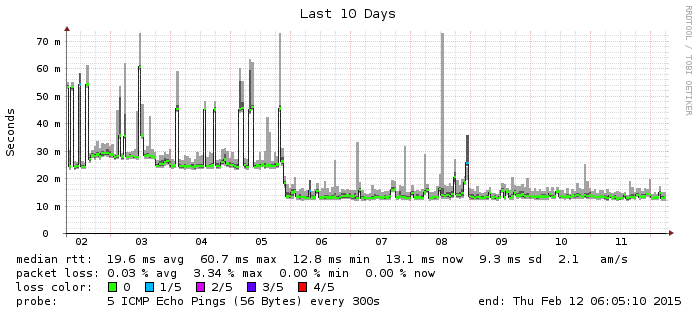 Last 10 Days
RRDTOOL / TOBI OETIKER
Seconds
70 m
60 m
50 m
40 m
30 m
20 m
10 m
0 m
02 03 04 05 06 07 08 09 10 11
median rtt: 19.6 ms avg 60.7 ms max 12.8 ms min 13.1 ms now 9.3 ms sd 2.1 am/s
packet loss: 0.03 % avg 3.34 % max 0.00 % min 0.00 % now
loss color: 0 1/5 2/5 3/5 4/5
probe: 5 ICMP Echo Pings (56 Bytes) every 300s end: Thu Feb 12 06:05:10 2015